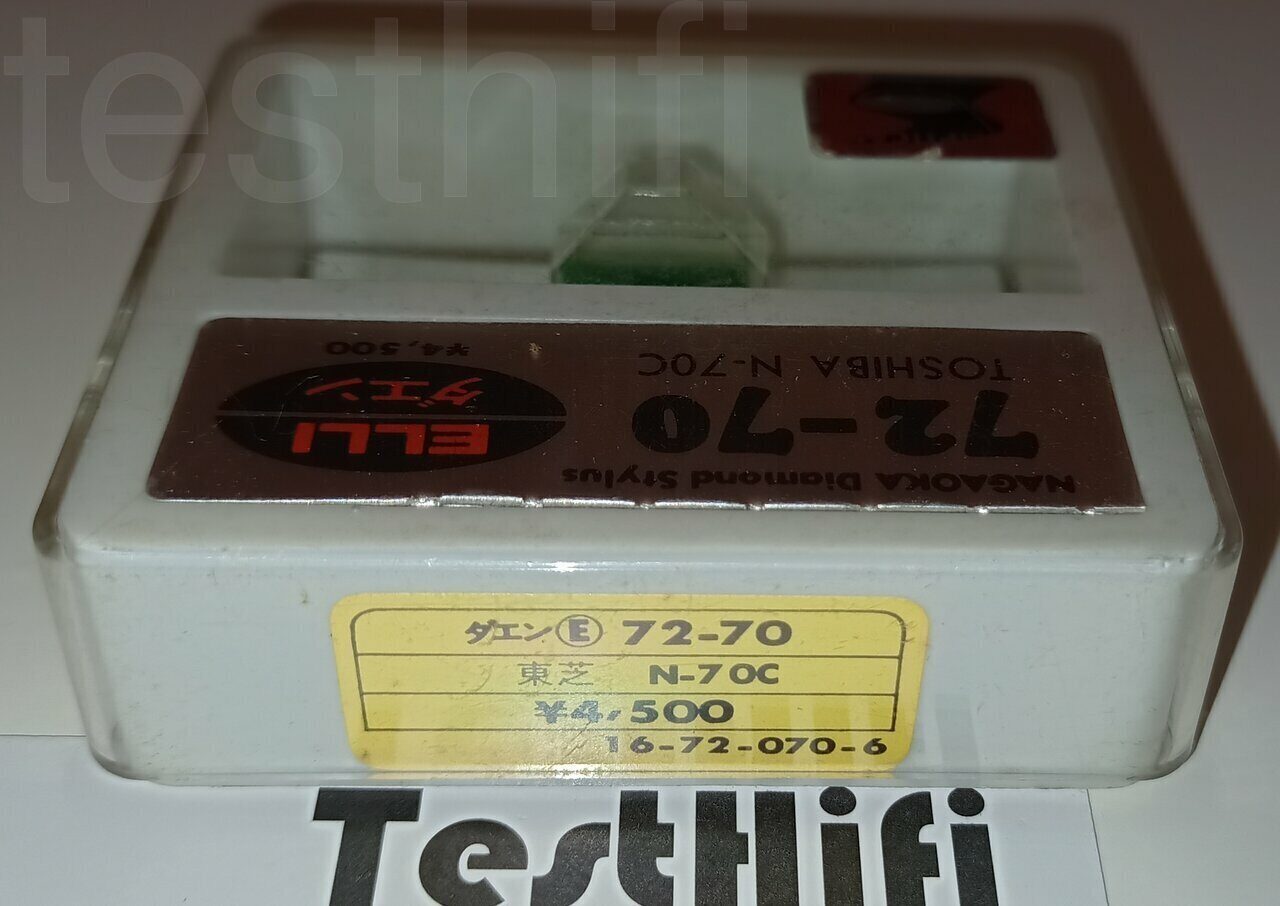 testhifi
¥4,500
TOSHIBA N-70C
ダエン
72-70
ELLI
NAGAOKA Diamond Stylus
ダエン Ⓔ 72-70
東芝 N-70C
¥4,500
16-72-070-6
TestHifi